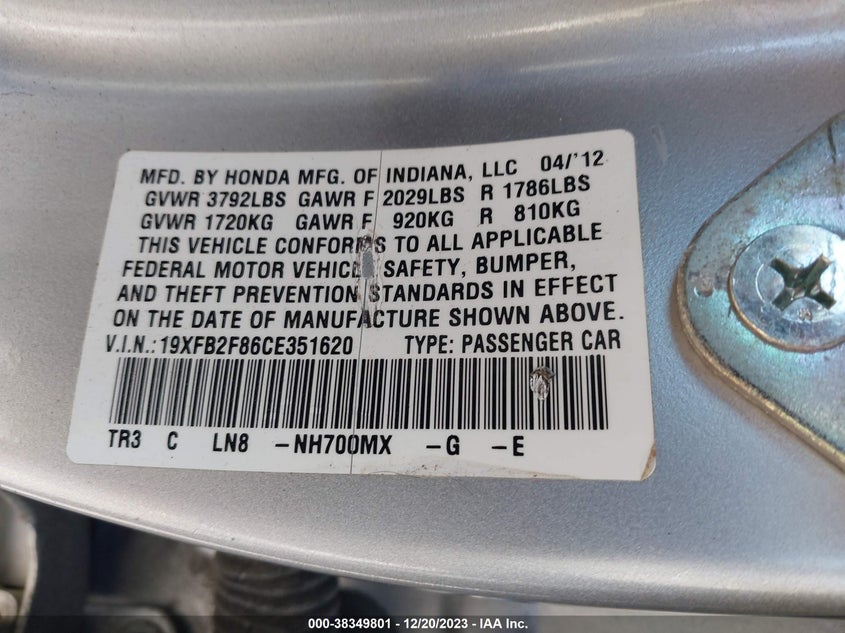 MFD. BY HONDA MFG. OF INDIANA, LLC 04/'12
GVWR 3792LBS GAWR F 2029LBS R 1786LBS
GVWR 1720KG GAWR F 920KG R 810KG
THIS VEHICLE CONFORMS TO ALL APPLICABLE
FEDERAL MOTOR VEHICLE SAFETY, BUMPER,
AND THEFT PREVENTION STANDARDS IN EFFECT
ON THE DATE OF MANUFACTURE SHOWN ABOVE.
V.I.N.: 19XFB2F86CE351620 TYPE: PASSENGER CAR
TR3 C LN8 -NH700MX -G -E
000-38349801 - 12/20/2023 - IAA Inc.